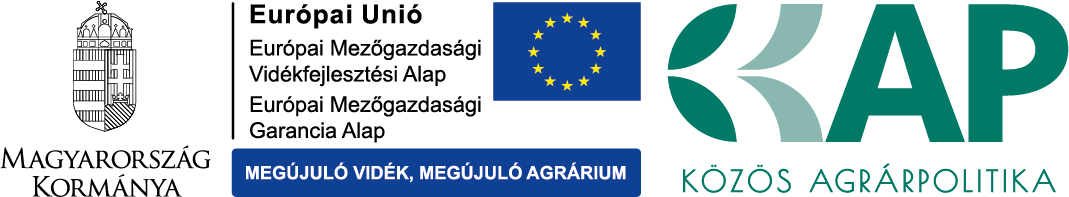 MAGYARORSZÁG
KORMÁNYA
Európai Unió
Európai Mezőgazdasági
Vidékfejlesztési Alap
Európai Mezőgazdasági
Garancia Alap
MEGÚJULÓ VIDÉK, MEGÚJULÓ AGRÁRIUM
KAP
KÖZÖS AGRÁRPOLITIKA